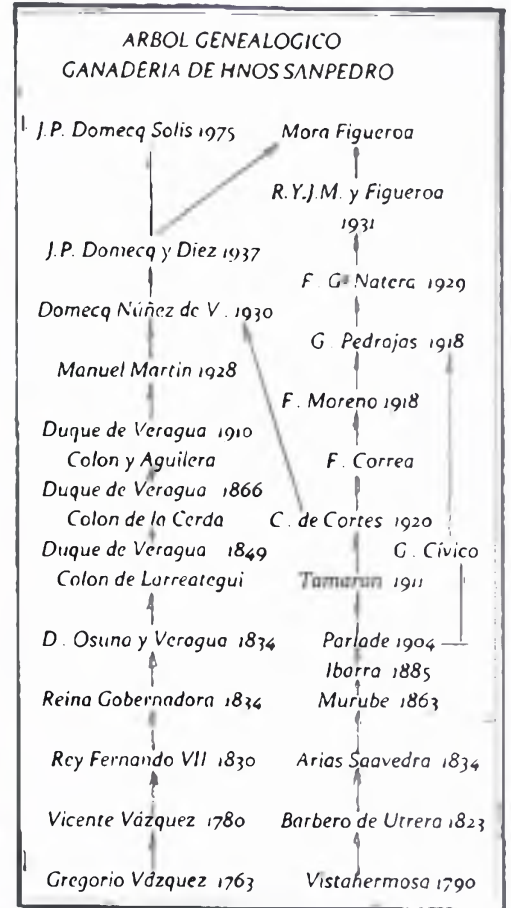 ARBOL GENEALOGICO
GANADERIA DE HNOS SANPEDRO
J.P. Domecq Solis 1975
Mora Figueroa
R.Y.J.M. y Figueroa
1931
J.P. Domecq y Diez 1937
F. G. Natera 1929
Domecq Núñez de V. 1930
G. Pedrajas 1918
Manuel Martin 1928
F. Moreno 1918
Duque de Veragua 1910
Colon y Aguilera
F. Correa
Duque de Veragua 1866
Colon de la Cerda
C. de Cortes 1920
Duque de Veragua 1849
G. Cívico
Colon de Larreategui
Tamaran 1911
D. Osuna y Veragua 1834
Parlade 1904
Ibarra 1885
Reina Gobernadora 1834
Murube 1863
Rey Fernando VII 1830
Arias Saavedra 1834
Vicente Vázquez 1780
Barbero de Utrera 1823
Gregorio Vázquez 1763
Vistahermosa 1790